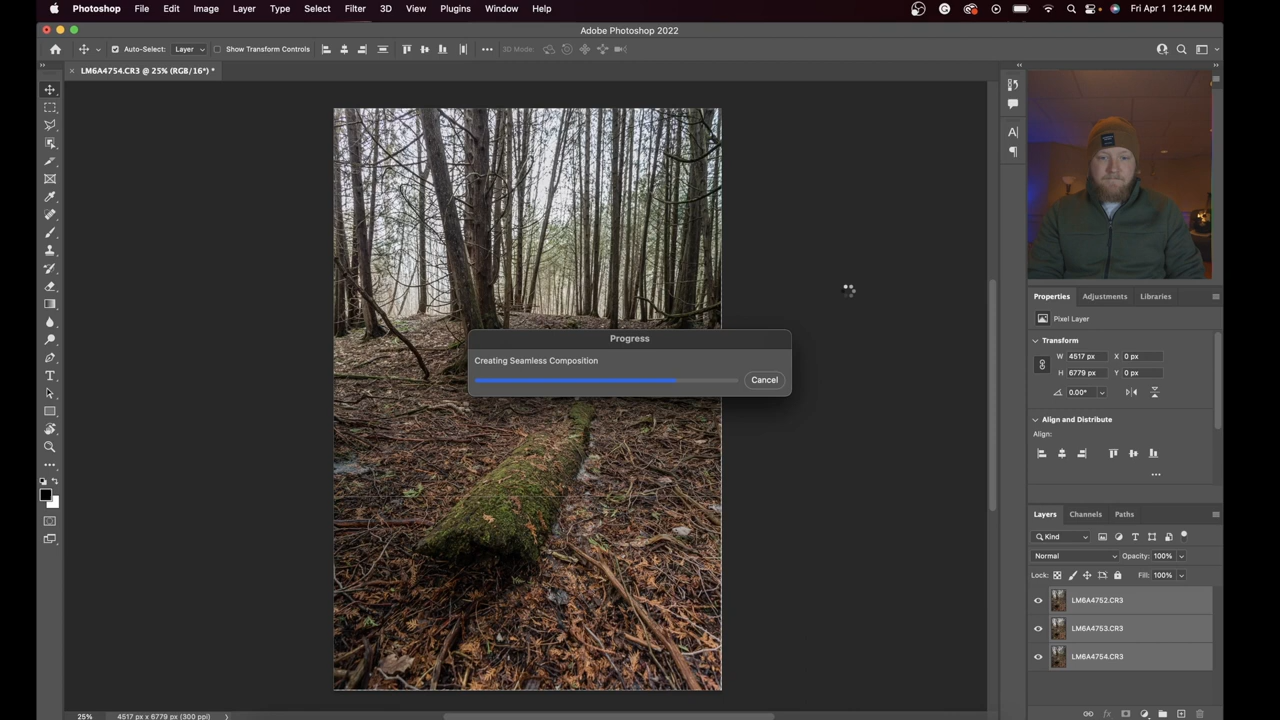 Photoshop File Edit Image Layer Type Select Filter 3D View Plugins Window Help Fri Apr 1 12:44 PM
Adobe Photoshop 2022
Auto-Select: Layer Show Transform Controls 3D Mode:
LM6A4754.CR3 @ 25% (RGB/16*) *
Properties Adjustments Libraries
Pixel Layer
Transform
W 4517 px X 0 px
H 6779 px Y 0 px
0.00°
Align and Distribute
Align:
Progress
Creating Seamless Composition
Cancel
Layers Channels Paths
Kind
Normal Opacity: 100%
Lock: Fill: 100%
LM6A4752.CR3
LM6A4753.CR3
LM6A4754.CR3
25% 4517 px x 6779 px (300 ppi)